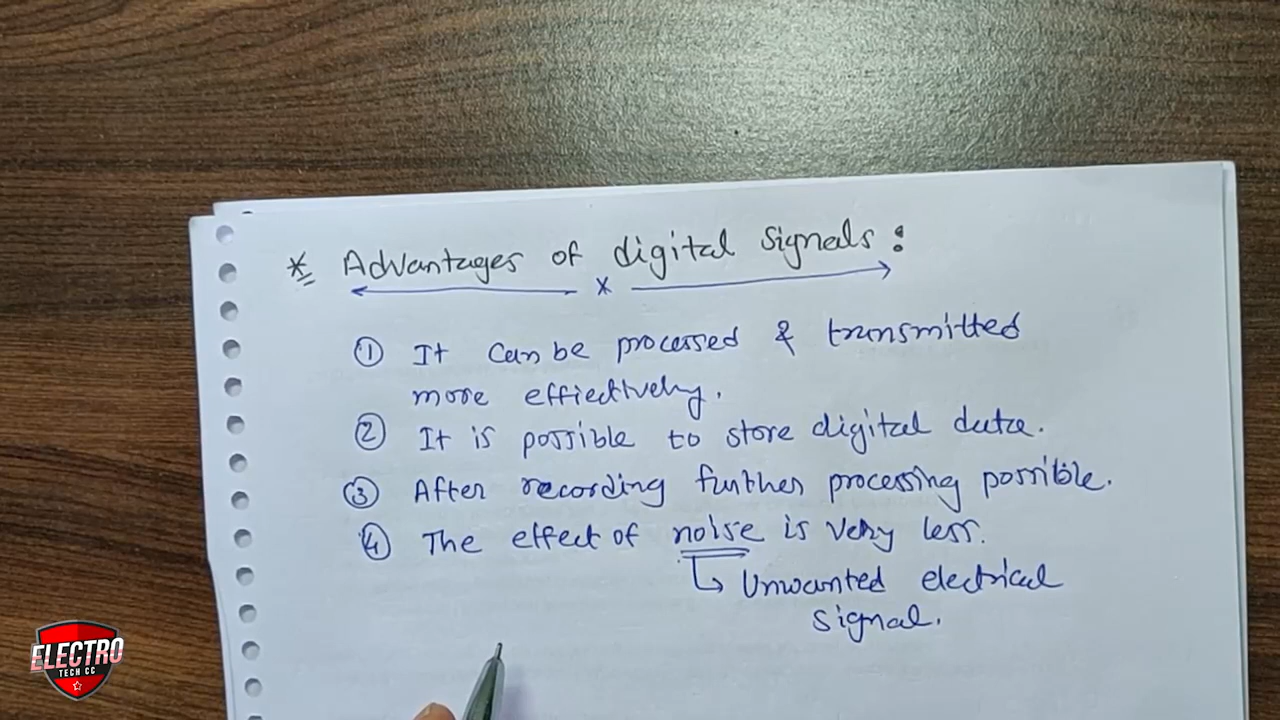 * Advantages of digital Signals :
x
① It can be processed & transmitted
more effiectively.
② It is possible to store digital data.
③ After recording further processing possible.
④ The effect of noise is very less.
↳ Unwanted electrical
signal.
ELECTRO
TECH CC